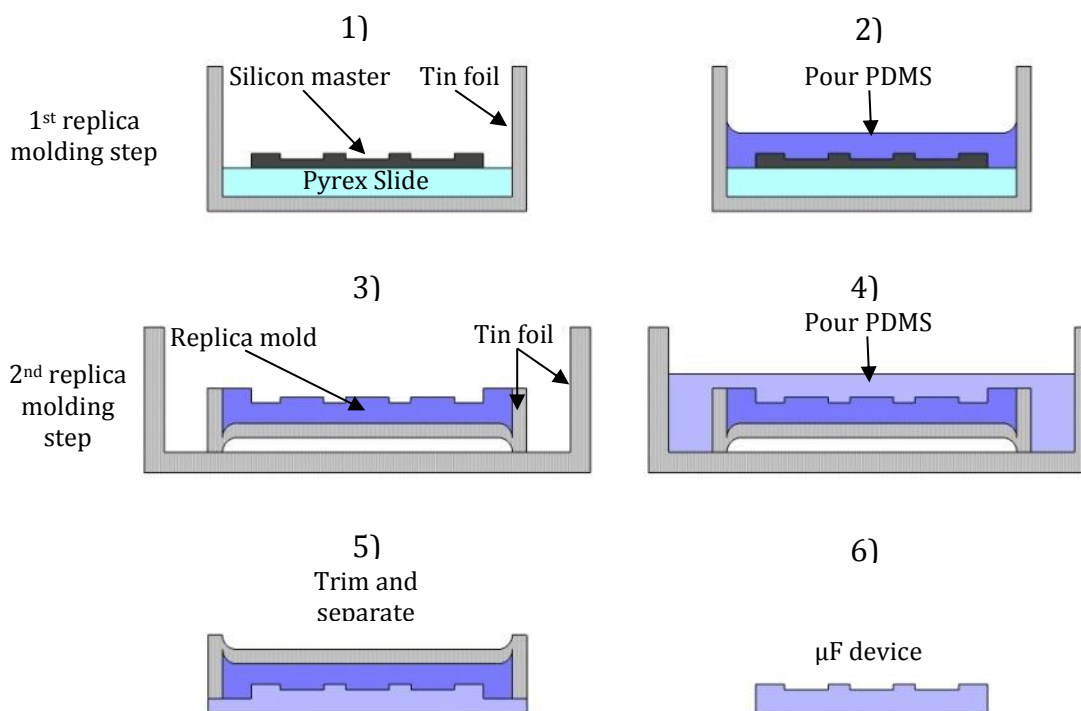 1)
2)
Silicon master
Tin foil
Pour PDMS
1st replica
molding step
Pyrex Slide
3)
4)
Replica mold
Tin foil
Pour PDMS
2nd replica
molding
step
5)
6)
Trim and
separate
µF device